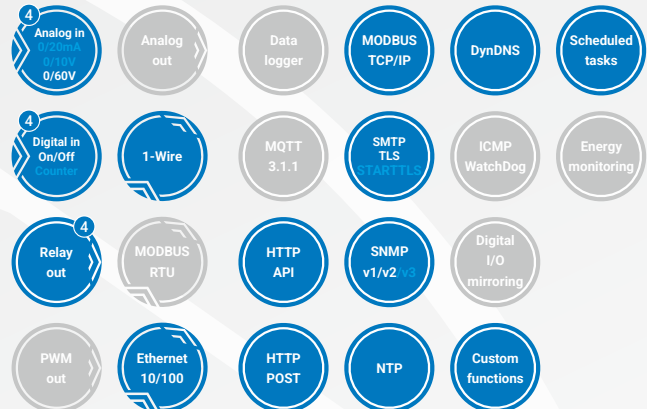 4
Analog in
0/20mA
0/10V
0/60V
Analog
out
Data
logger
MODBUS
TCP/IP
DynDNS
Scheduled
tasks
4
Digital in
On/Off
Counter
1-Wire
MQTT
3.1.1
SMTP
TLS
STARTTLS
ICMP
WatchDog
Energy
monitoring
4
Relay
out
MODBUS
RTU
HTTP
API
SNMP
v1/v2/v3
Digital
I/O
mirroring
PWM
out
Ethernet
10/100
HTTP
POST
NTP
Custom
functions